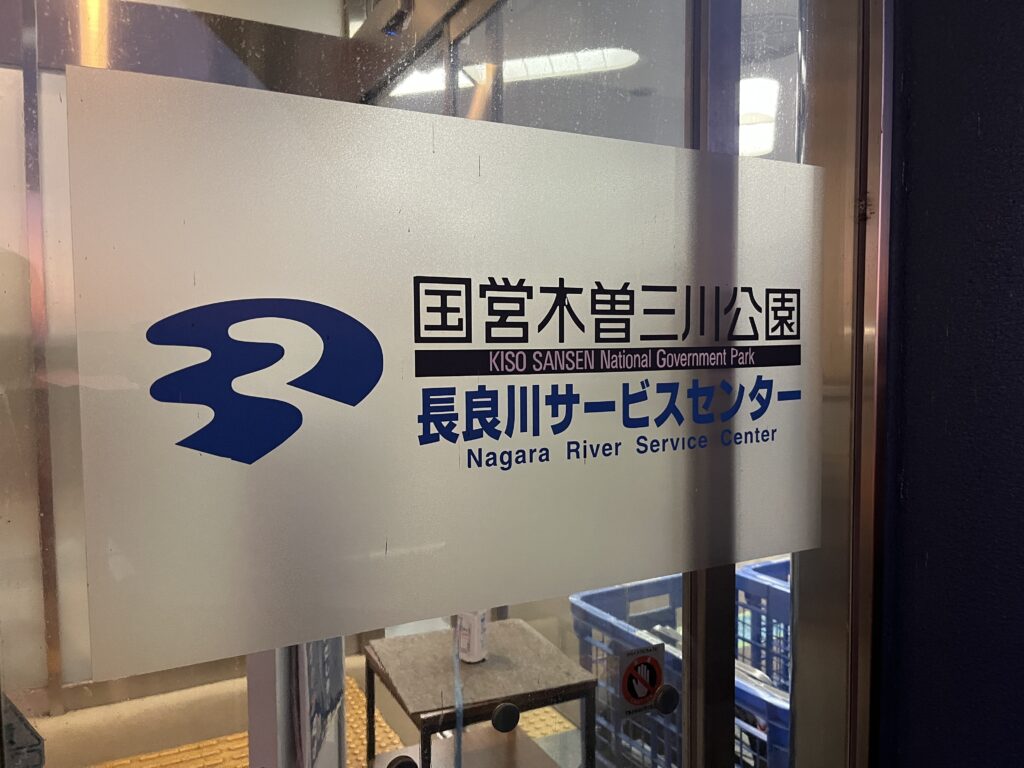 国営木曽三川公園
KISO SANSEN National Government Park
長良川サービスセンター
Nagara River Service Center